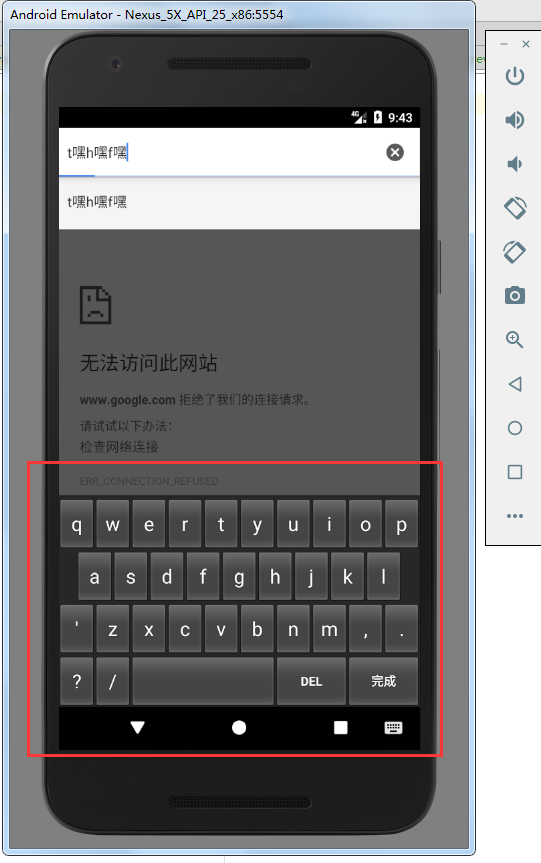 Android Emulator - Nexus_5X_API_25_x86:5554
4G 9:43
t嘿h嘿f嘿
t嘿h嘿f嘿
无法访问此网站
www.google.com 拒绝了我们的连接请求。
请试试以下办法：
检查网络连接
ERR_CONNECTION_REFUSED
q w e r t y u i o p
a s d f g h j k l
' z x c v b n m , .
? / DEL 完成